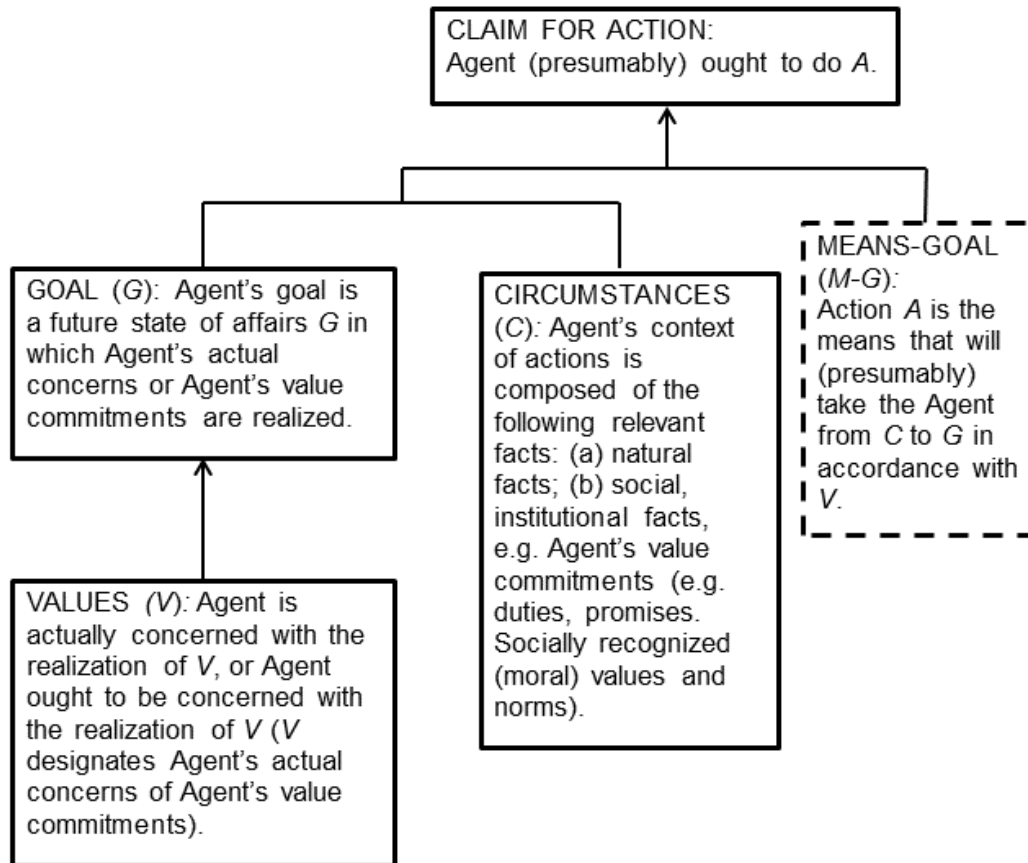 CLAIM FOR ACTION:
Agent (presumably) ought to do A.
GOAL (G): Agent's goal is
a future state of affairs G in
which Agent's actual
concerns or Agent's value
commitments are realized.
VALUES (V): Agent is
actually concerned with the
realization of V, or Agent
ought to be concerned with
the realization of V (V
designates Agent's actual
concerns of Agent's value
commitments).
CIRCUMSTANCES
(C): Agent's context
of actions is
composed of the
following relevant
facts: (a) natural
facts; (b) social,
institutional facts,
e.g. Agent's value
commitments (e.g.
duties, promises.
Socially recognized
(moral) values and
norms).
MEANS-GOAL
(M-G):
Action A is the
means that will
(presumably)
take the Agent
from C to G in
accordance with
V.